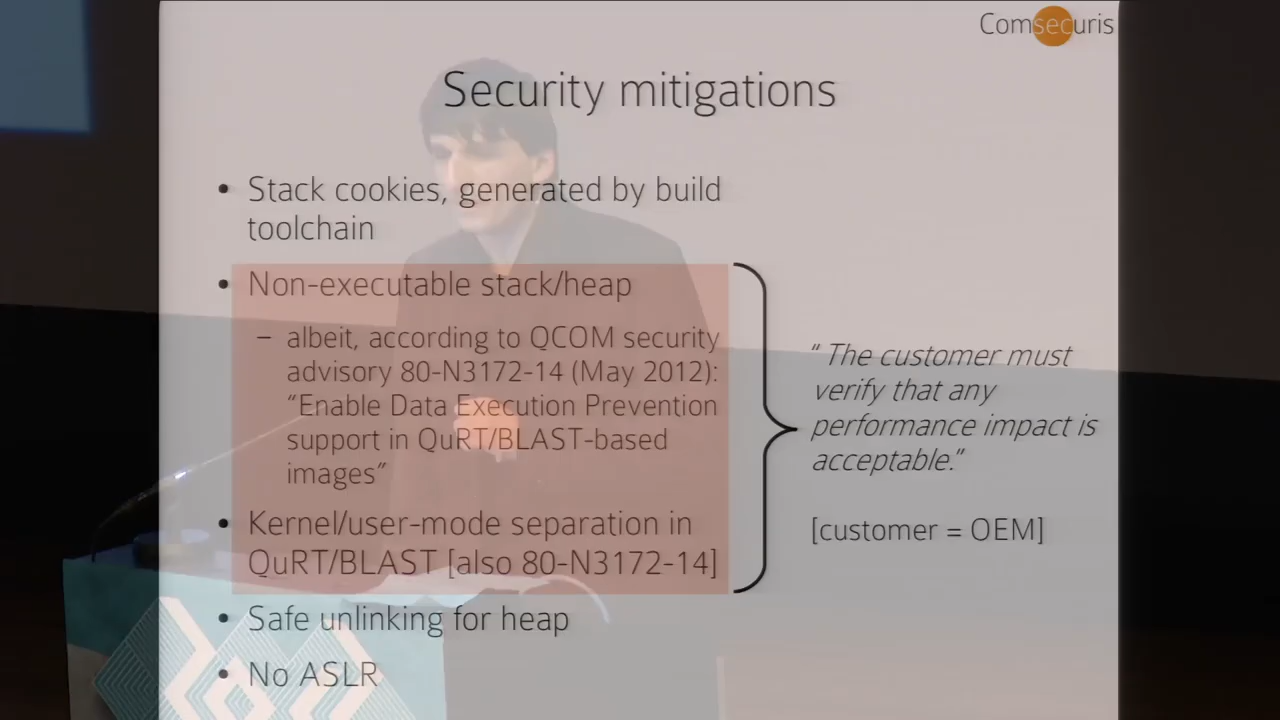 Comsecuris
Security mitigations
• Stack cookies, generated by build
toolchain
• Non-executable stack/heap
– albeit, according to QCOM security
advisory 80-N3172-14 (May 2012):
“Enable Data Execution Prevention
support in QuRT/BLAST-based
images”
• Kernel/user-mode separation in
QuRT/BLAST [also 80-N3172-14]
• Safe unlinking for heap
• No ASLR
“ The customer must
verify that any
performance impact is
acceptable.”
[customer = OEM]